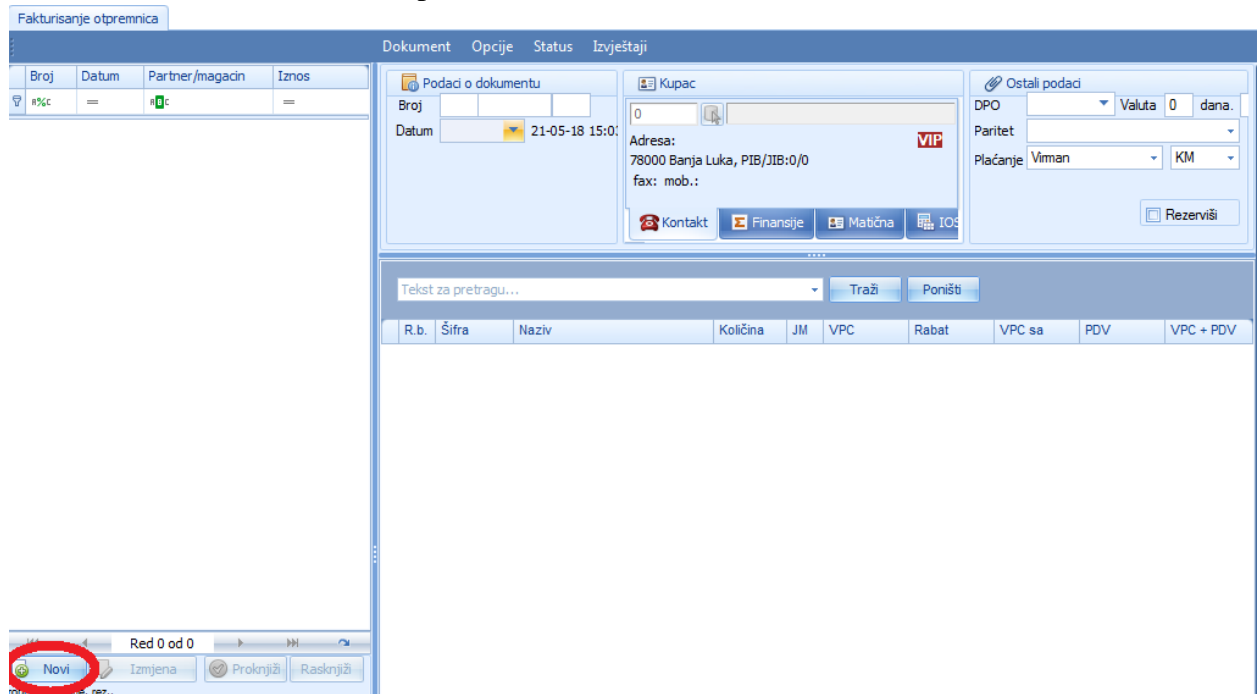 Fakturisanje otpremnica
Dokument Opcije Status Izvještaji
Broj Datum Partner/magacin Iznos
Red 0 od 0
Novi Izmjena Proknjiži Rasknjiži
rez..
Podaci o dokumentu
Broj
Datum 21-05-18 15:0
Kupac
0
Adresa:
VIP
78000 Banja Luka, PIB/JIB:0/0
fax: mob.:
Kontakt Finansije Matična IOS
Ostali podaci
DPO Valuta 0 dana.
Paritet
Plaćanje Virman KM
Rezerviši
Tekst za pretragu... Traži Poništi
R.b. Šifra Naziv Količina JM VPC Rabat VPC sa PDV VPC + PDV